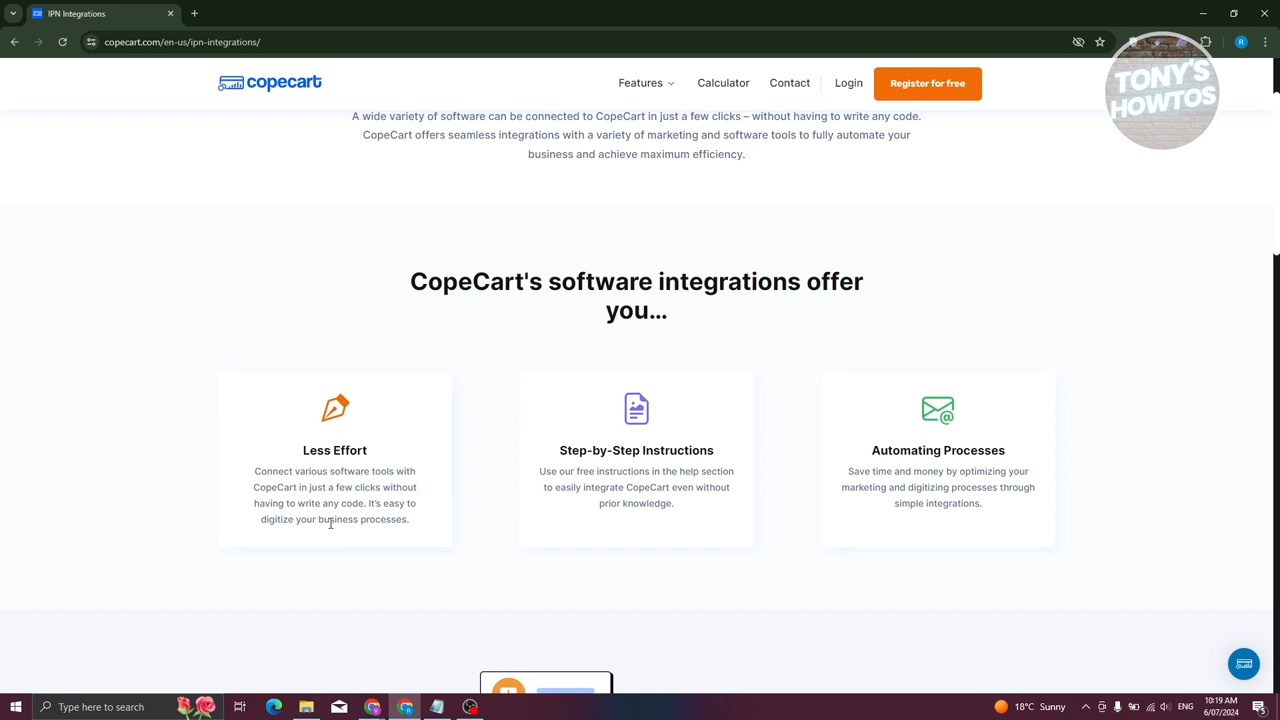 IPN Integrations
copecart.com/en-us/ipn-integrations/
R
copecart
Features
Calculator
Contact
Login
Register for free
TONY'S
HOWTOS
A wide variety of software can be connected to CopeCart in just a few clicks – without having to write any code.
CopeCart offers seamless integrations with a variety of marketing and software tools to fully automate your
business and achieve maximum efficiency.
CopeCart's software integrations offer
you...
Less Effort
Connect various software tools with
CopeCart in just a few clicks without
having to write any code. It's easy to
digitize your business processes.
Step-by-Step Instructions
Use our free instructions in the help section
to easily integrate CopeCart even without
prior knowledge.
Automating Processes
Save time and money by optimizing your
marketing and digitizing processes through
simple integrations.
Type here to search
18°C Sunny
ENG
10:19 AM
6/07/2024